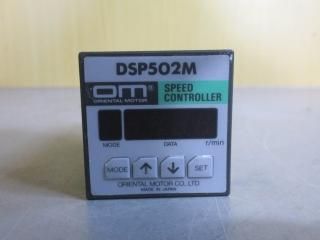 DSP502M
OM
ORIENTAL MOTOR
SPEED
CONTROLLER
MODE DATA r/min
MODE ↑ ↓ SET
ORIENTAL MOTOR CO., LTD.
MADE IN JAPAN